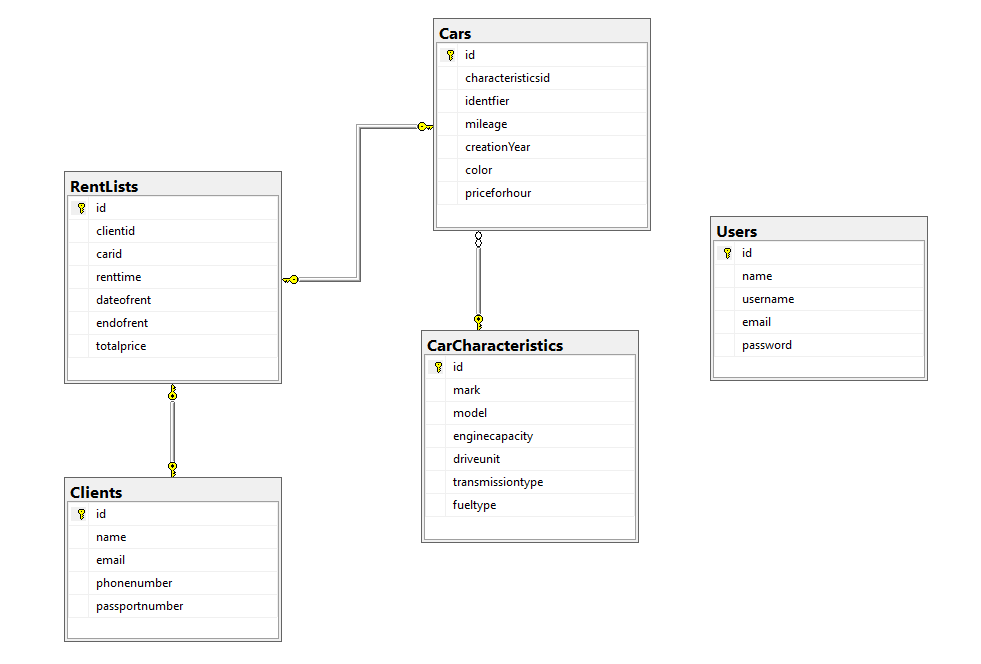 Cars
id
characteristicsid
identfier
mileage
creationYear
color
priceforhour
RentLists
id
clientid
carid
renttime
dateofrent
endofrent
totalprice
Users
id
name
username
email
password
CarCharacteristics
id
mark
model
enginecapacity
driveunit
transmissiontype
fueltype
Clients
id
name
email
phonenumber
passportnumber